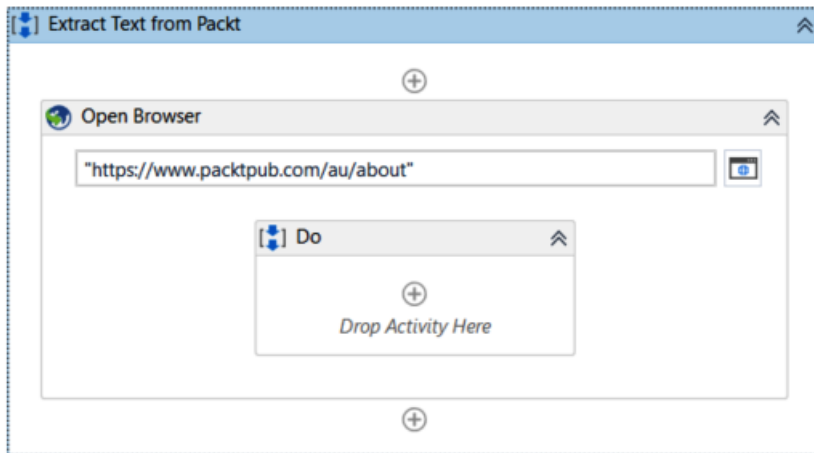 Extract Text from Packt
Open Browser
"https://www.packtpub.com/au/about"
Do
Drop Activity Here